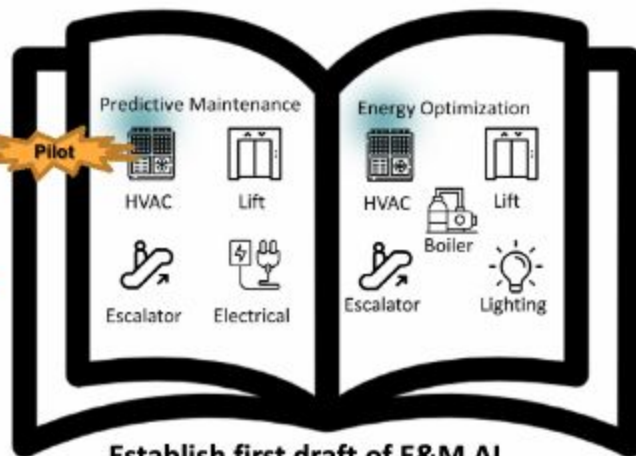 Predictive Maintenance
Pilot
HVAC
Lift
Escalator
Electrical
Energy Optimization
HVAC
Lift
Boiler
Escalator
Lighting
Establish first draft of E&M AI